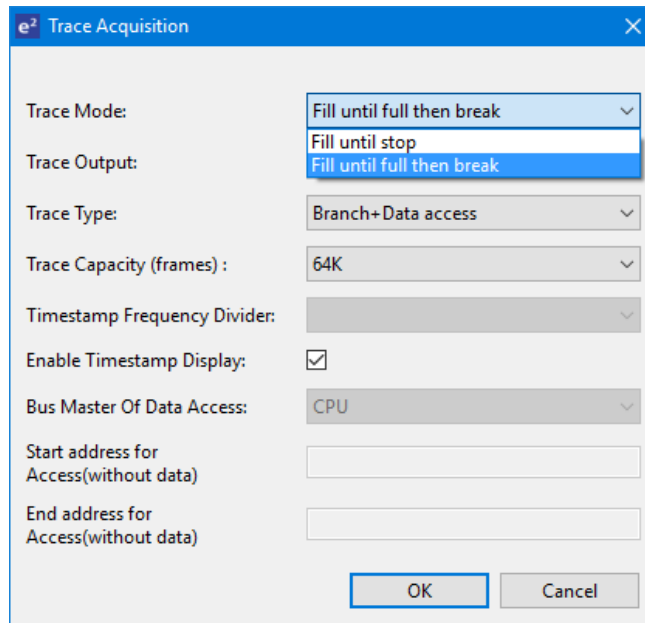 e² Trace Acquisition
Trace Mode: Fill until full then break
Fill until stop
Trace Output: Fill until full then break
Trace Type: Branch+Data access
Trace Capacity (frames) : 64K
Timestamp Frequency Divider:
Enable Timestamp Display:
Bus Master Of Data Access: CPU
Start address for
Access(without data)
End address for
Access(without data)
OK Cancel